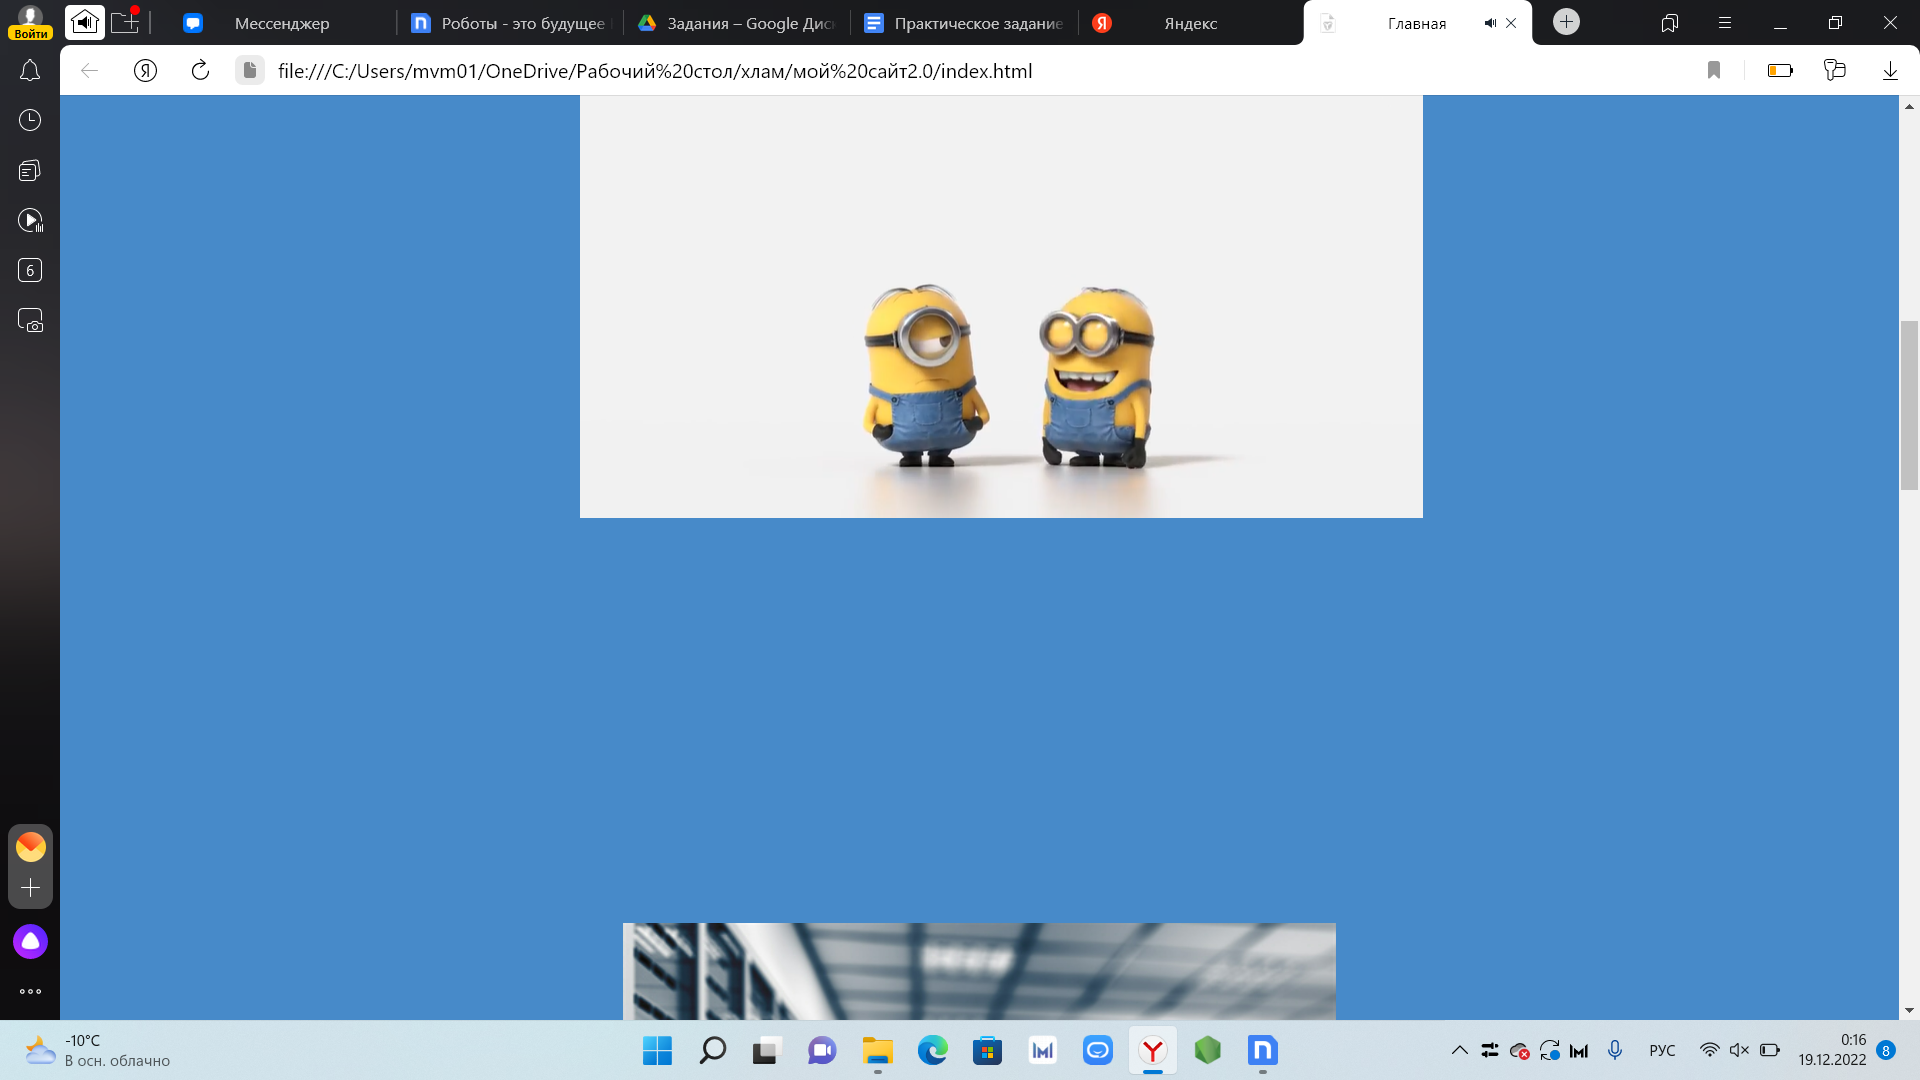 Войти
Мессенджер
Роботы - это будущее
Задания – Google Дис
Практическое задание
Я
Яндекс
Главная
Я
file:///C:/Users/mvm01/OneDrive/Рабочий%20стол/хлам/мой%20сайт2.0/index.html
6
-10°C
В осн. облачно
РУС
0:16
19.12.2022
8